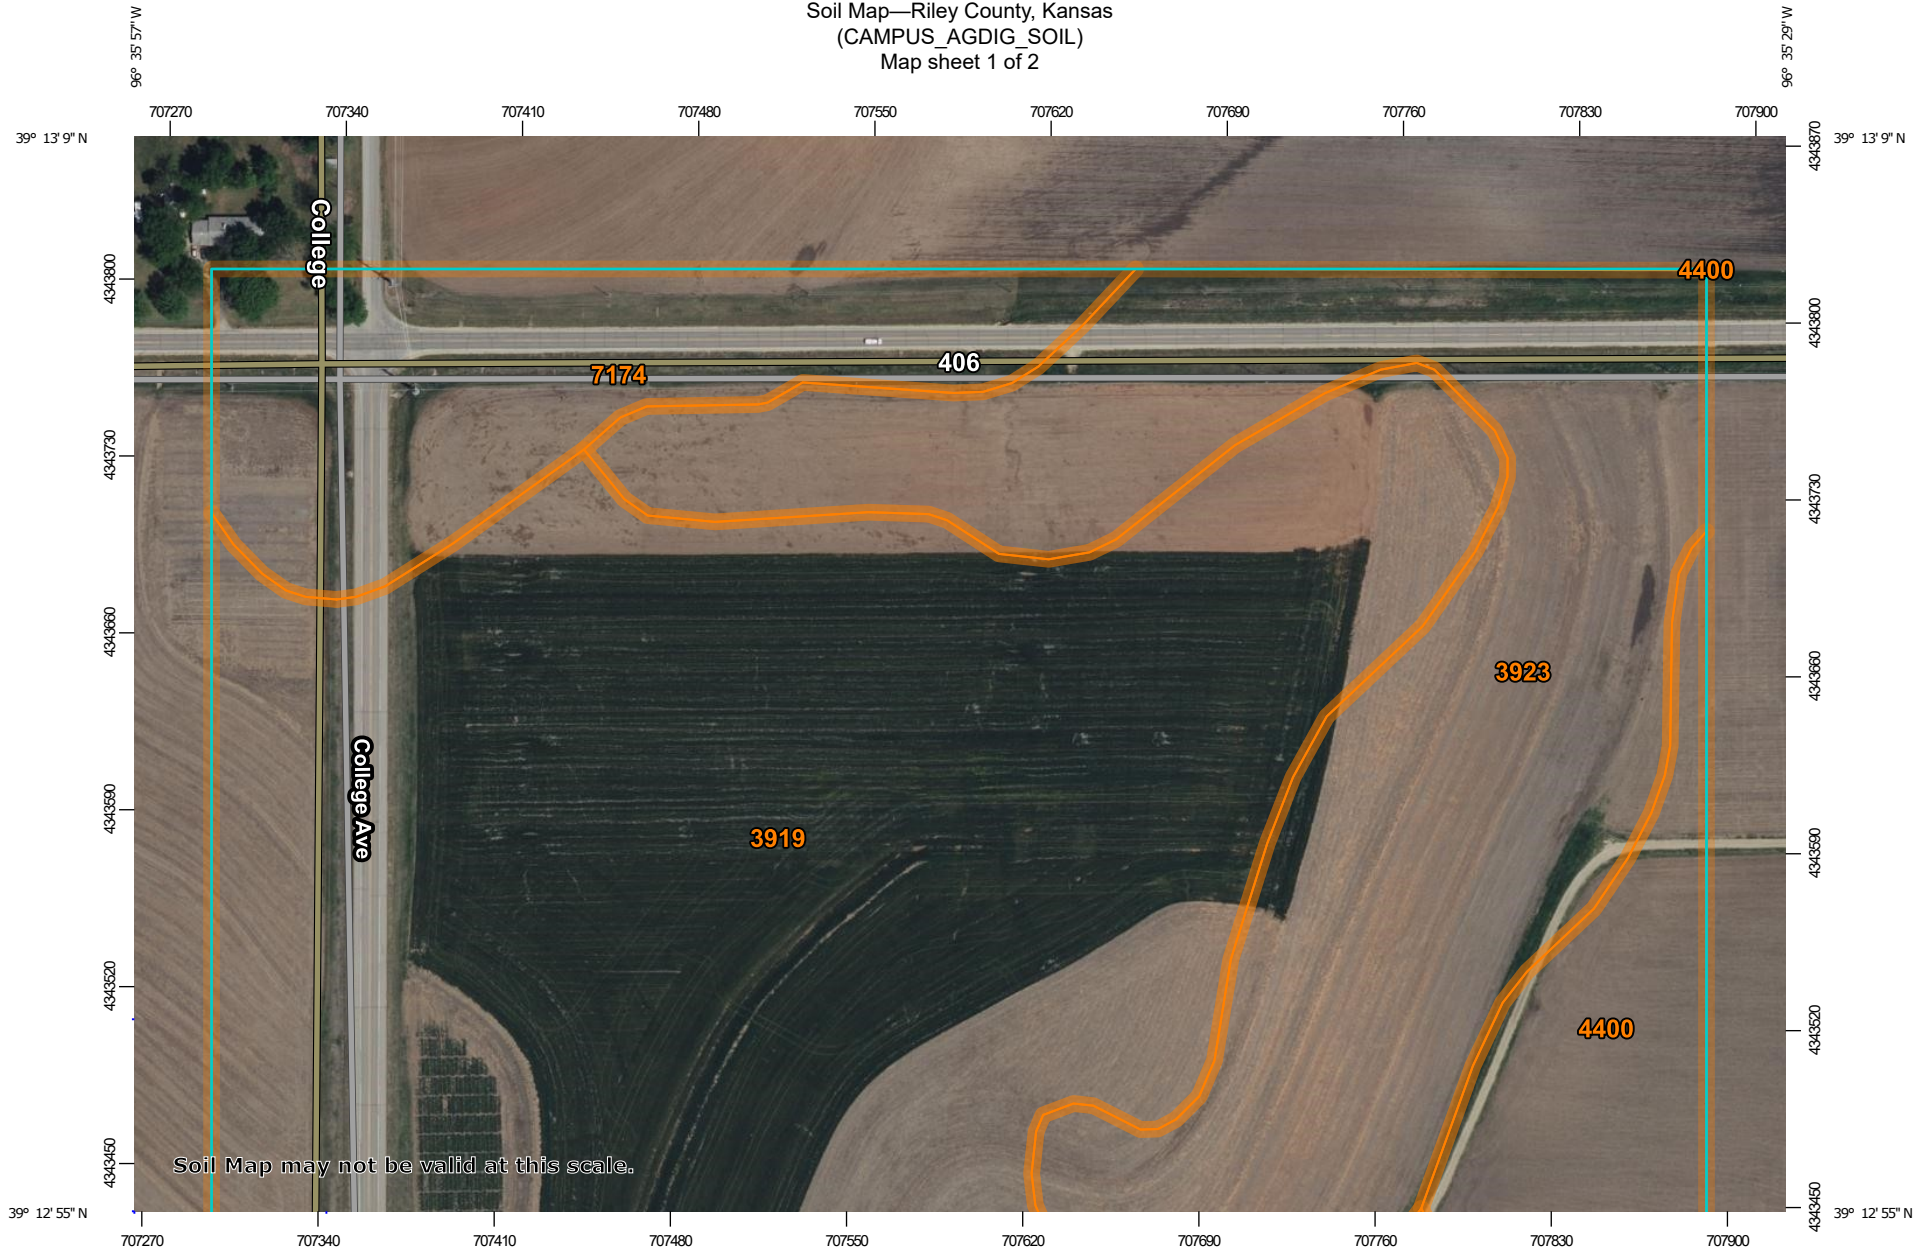 Soil Map—Riley County, Kansas
(CAMPUS_AGDIG_SOIL)
Map sheet 1 of 2
96° 35' 57'' W
96° 35' 29'' W
707270 707340 707410 707480 707550 707620 707690 707760 707830 707900
39° 13' 9'' N
39° 13' 9'' N
4343870
College
4343800
4400
4343800
406
7174
4343730
4343730
4343660
3923
4343660
College Ave
4343590
3919
4343590
4343520
4400
4343520
4343450
Soil Map may not be valid at this scale.
4343450
39° 12' 55'' N
39° 12' 55'' N
707270 707340 707410 707480 707550 707620 707690 707760 707830 707900